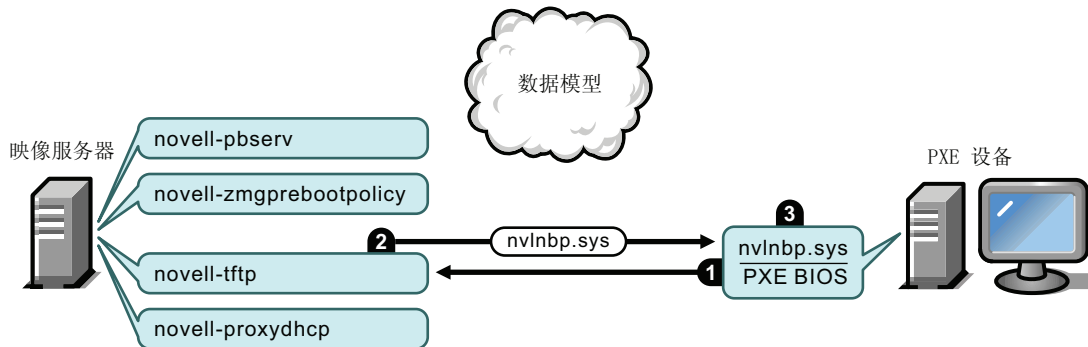 数据模型
映像服务器
novell-pbserv
novell-zmgprebootpolicy
PXE 设备
3
2
nvlnbp.sys
nvlnbp.sys
1
PXE BIOS
novell-tftp
novell-proxydhcp